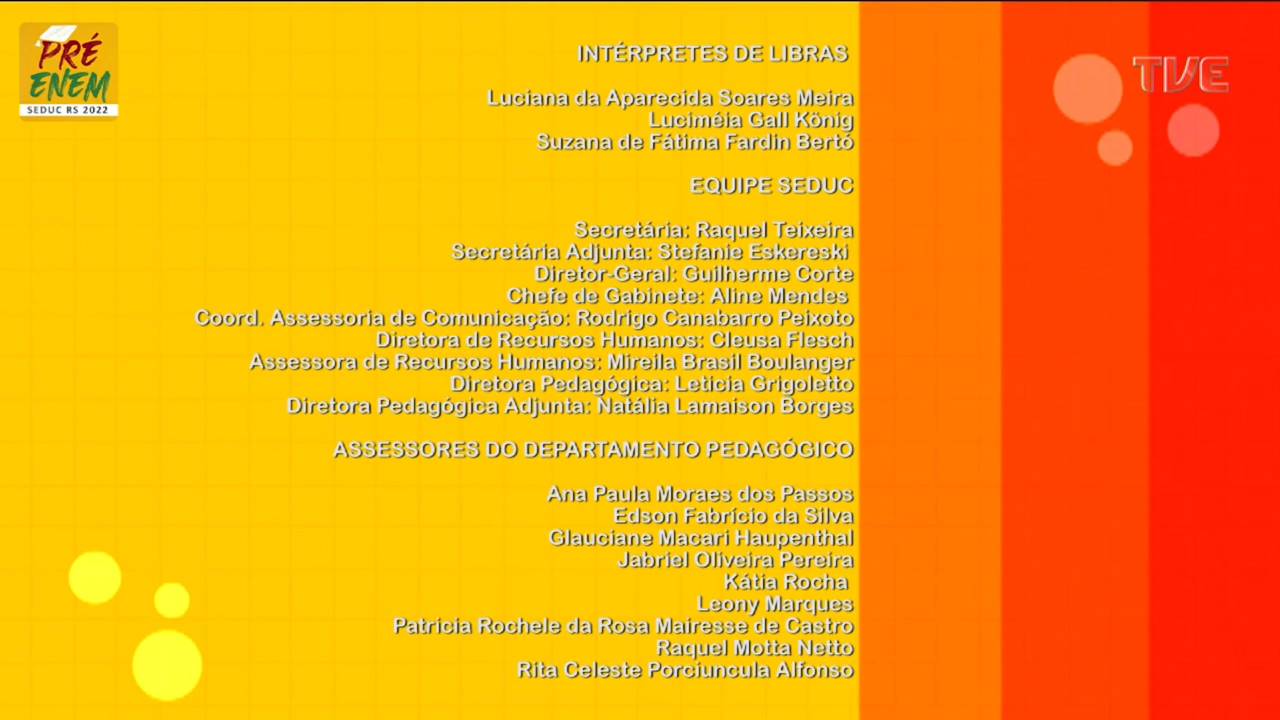 PRÉ
ENEM
SEDUC RS 2022
TVE
INTÉRPRETES DE LIBRAS
Luciana da Aparecida Soares Meira
Luciméia Gall König
Suzana de Fátima Fardin Bertó
EQUIPE SEDUC
Secretária: Raquel Teixeira
Secretária Adjunta: Stefanie Eskereski
Diretor-Geral: Guilherme Corte
Chefe de Gabinete: Aline Mendes
Coord. Assessoria de Comunicação: Rodrigo Canabarro Peixoto
Diretora de Recursos Humanos: Cleusa Flesch
Assessora de Recursos Humanos: Mireila Brasil Boulanger
Diretora Pedagógica: Leticia Grigoletto
Diretora Pedagógica Adjunta: Natália Lamaison Borges
ASSESSORES DO DEPARTAMENTO PEDAGÓGICO
Ana Paula Moraes dos Passos
Edson Fabrício da Silva
Glauciane Macari Haupenthal
Jabriel Oliveira Pereira
Kátia Rocha
Leony Marques
Patricia Rochele da Rosa Mairesse de Castro
Raquel Motta Netto
Rita Celeste Porciuncula Alfonso